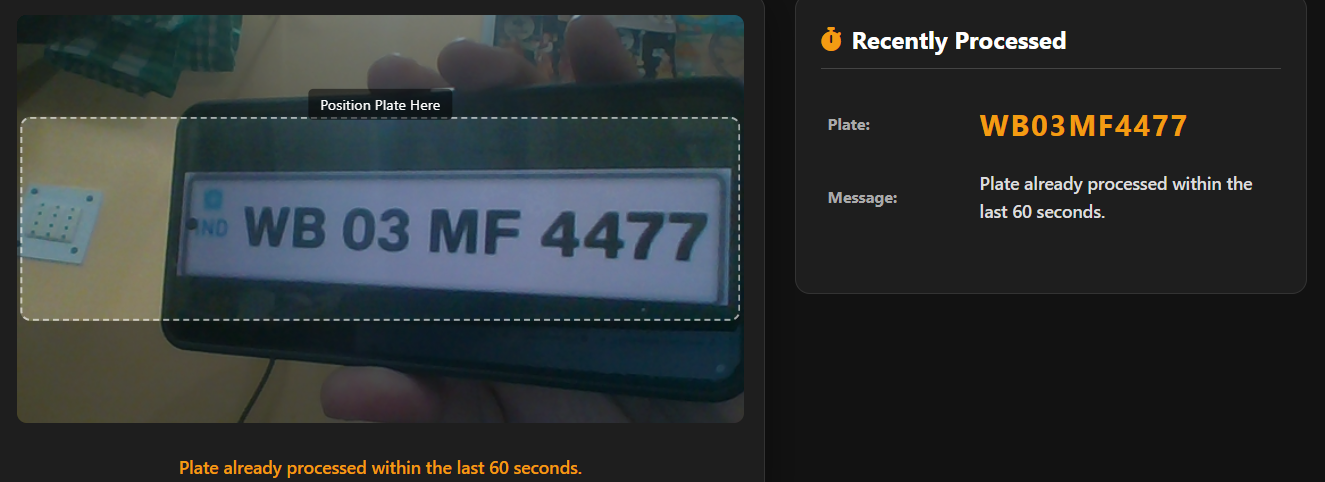 Position Plate Here
IND
WB 03 MF 4477
Plate already processed within the last 60 seconds.
Recently Processed
Plate:
WB03MF4477
Message:
Plate already processed within the
last 60 seconds.